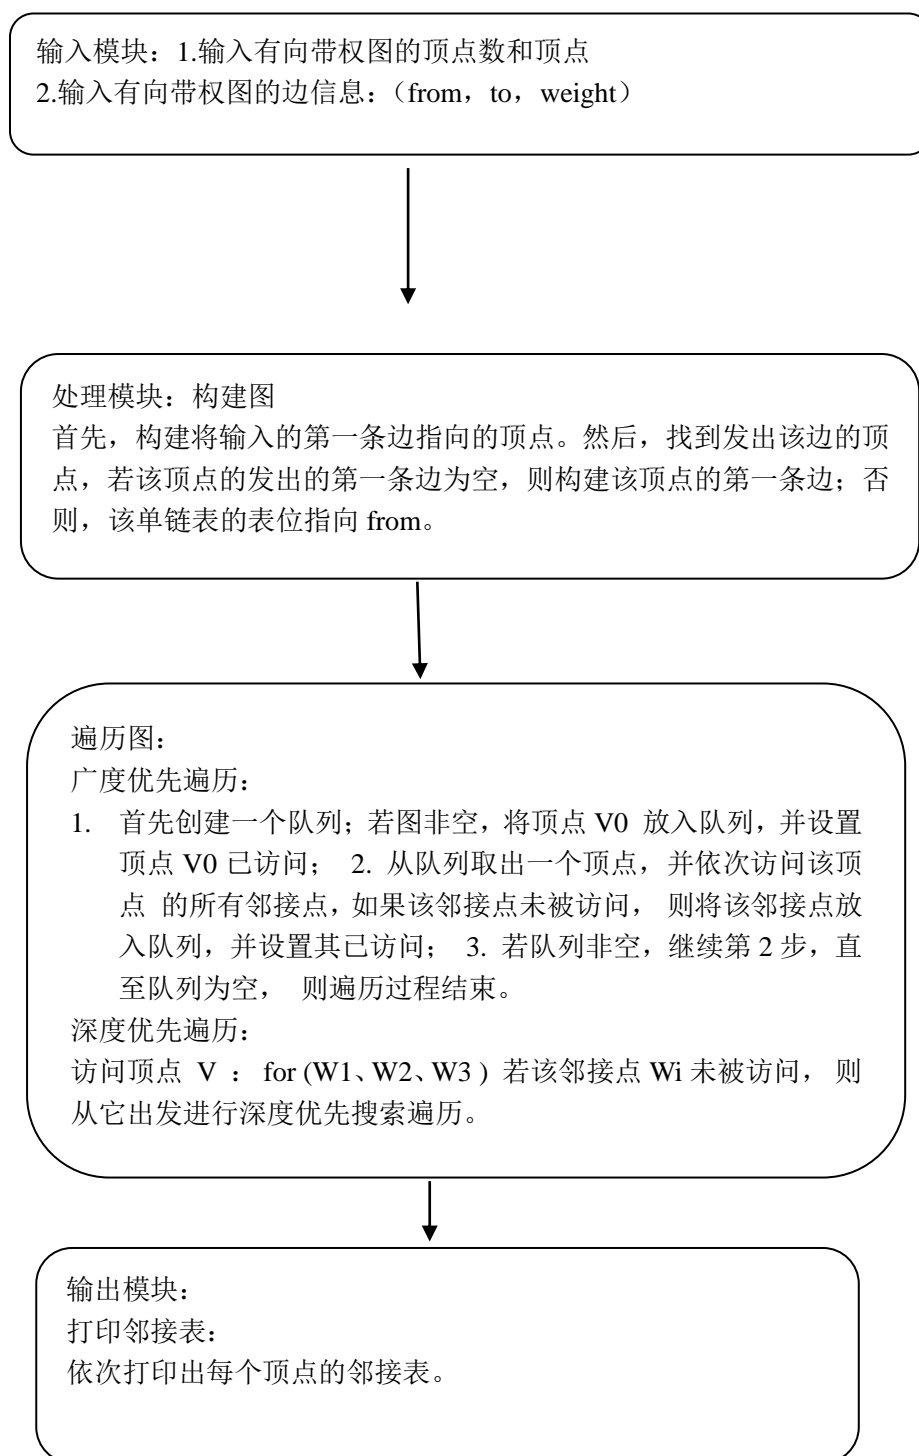 输入模块：1.输入有向带权图的顶点数和顶点
2.输入有向带权图的边信息：（from，to，weight）
处理模块：构建图
首先，构建将输入的第一条边指向的顶点。然后，找到发出该边的顶
点，若该顶点的发出的第一条边为空，则构建该顶点的第一条边；否
则，该单链表的表位指向 from。
遍历图：
广度优先遍历：
1. 首先创建一个队列；若图非空，将顶点 V0 放入队列，并设置
顶点 V0 已访问； 2. 从队列取出一个顶点，并依次访问该顶
点 的所有邻接点，如果该邻接点未被访问， 则将该邻接点放
入队列，并设置其已访问； 3. 若队列非空，继续第 2 步，直
至队列为空， 则遍历过程结束。
深度优先遍历：
访问顶点 V ： for (W1、W2、W3 ) 若该邻接点 Wi 未被访问， 则
从它出发进行深度优先搜索遍历。
输出模块：
打印邻接表：
依次打印出每个顶点的邻接表。